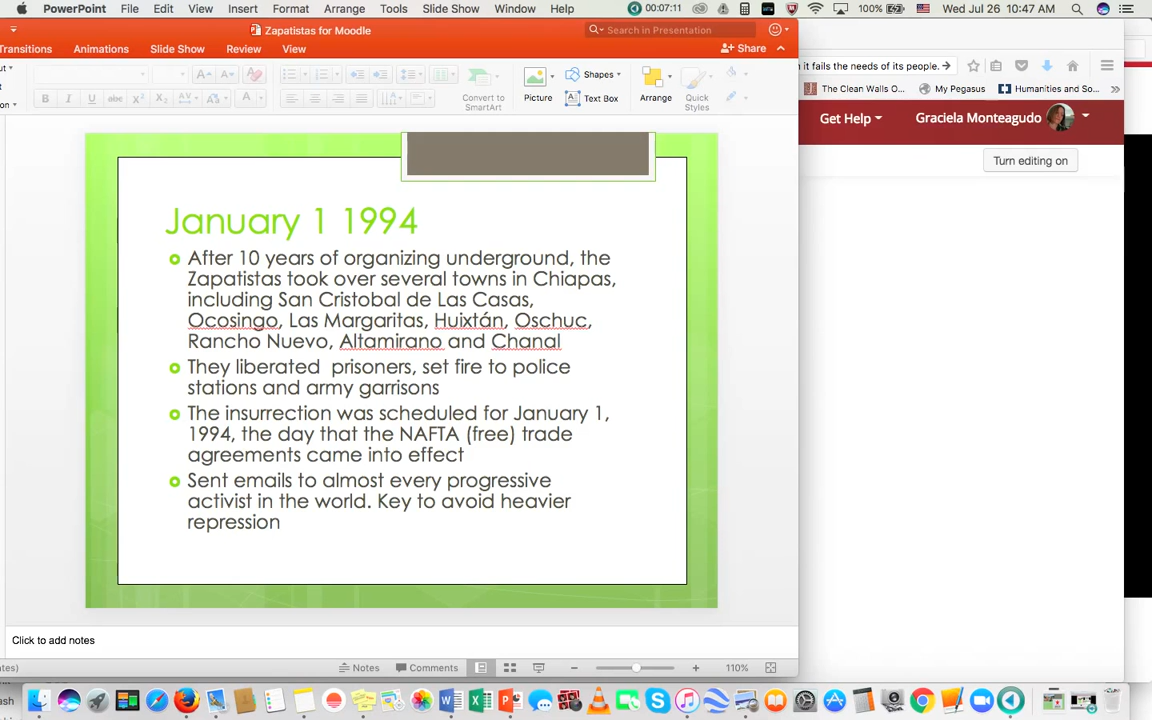 PowerPoint File Edit View Insert Format Arrange Tools Slide Show Window Help 00:07:11 100% Wed Jul 26 10:47 AM
Zapatistas for Moodle
Search in Presentation
Transitions Animations Slide Show Review View
Share
Convert to SmartArt
Picture
Shapes
Text Box
Arrange
Quick Styles
it fails the needs of its people.
The Clean Walls O... My Pegasus Humanities and So...
Get Help Graciela Monteagudo
Turn editing on
January 1 1994
After 10 years of organizing underground, the
Zapatistas took over several towns in Chiapas,
including San Cristobal de Las Casas,
Ocosingo, Las Margaritas, Huixtán, Oschuc,
Rancho Nuevo, Altamirano and Chanal
They liberated prisoners, set fire to police
stations and army garrisons
The insurrection was scheduled for January 1,
1994, the day that the NAFTA (free) trade
agreements came into effect
Sent emails to almost every progressive
activist in the world. Key to avoid heavier
repression
Click to add notes
Notes Comments 110%